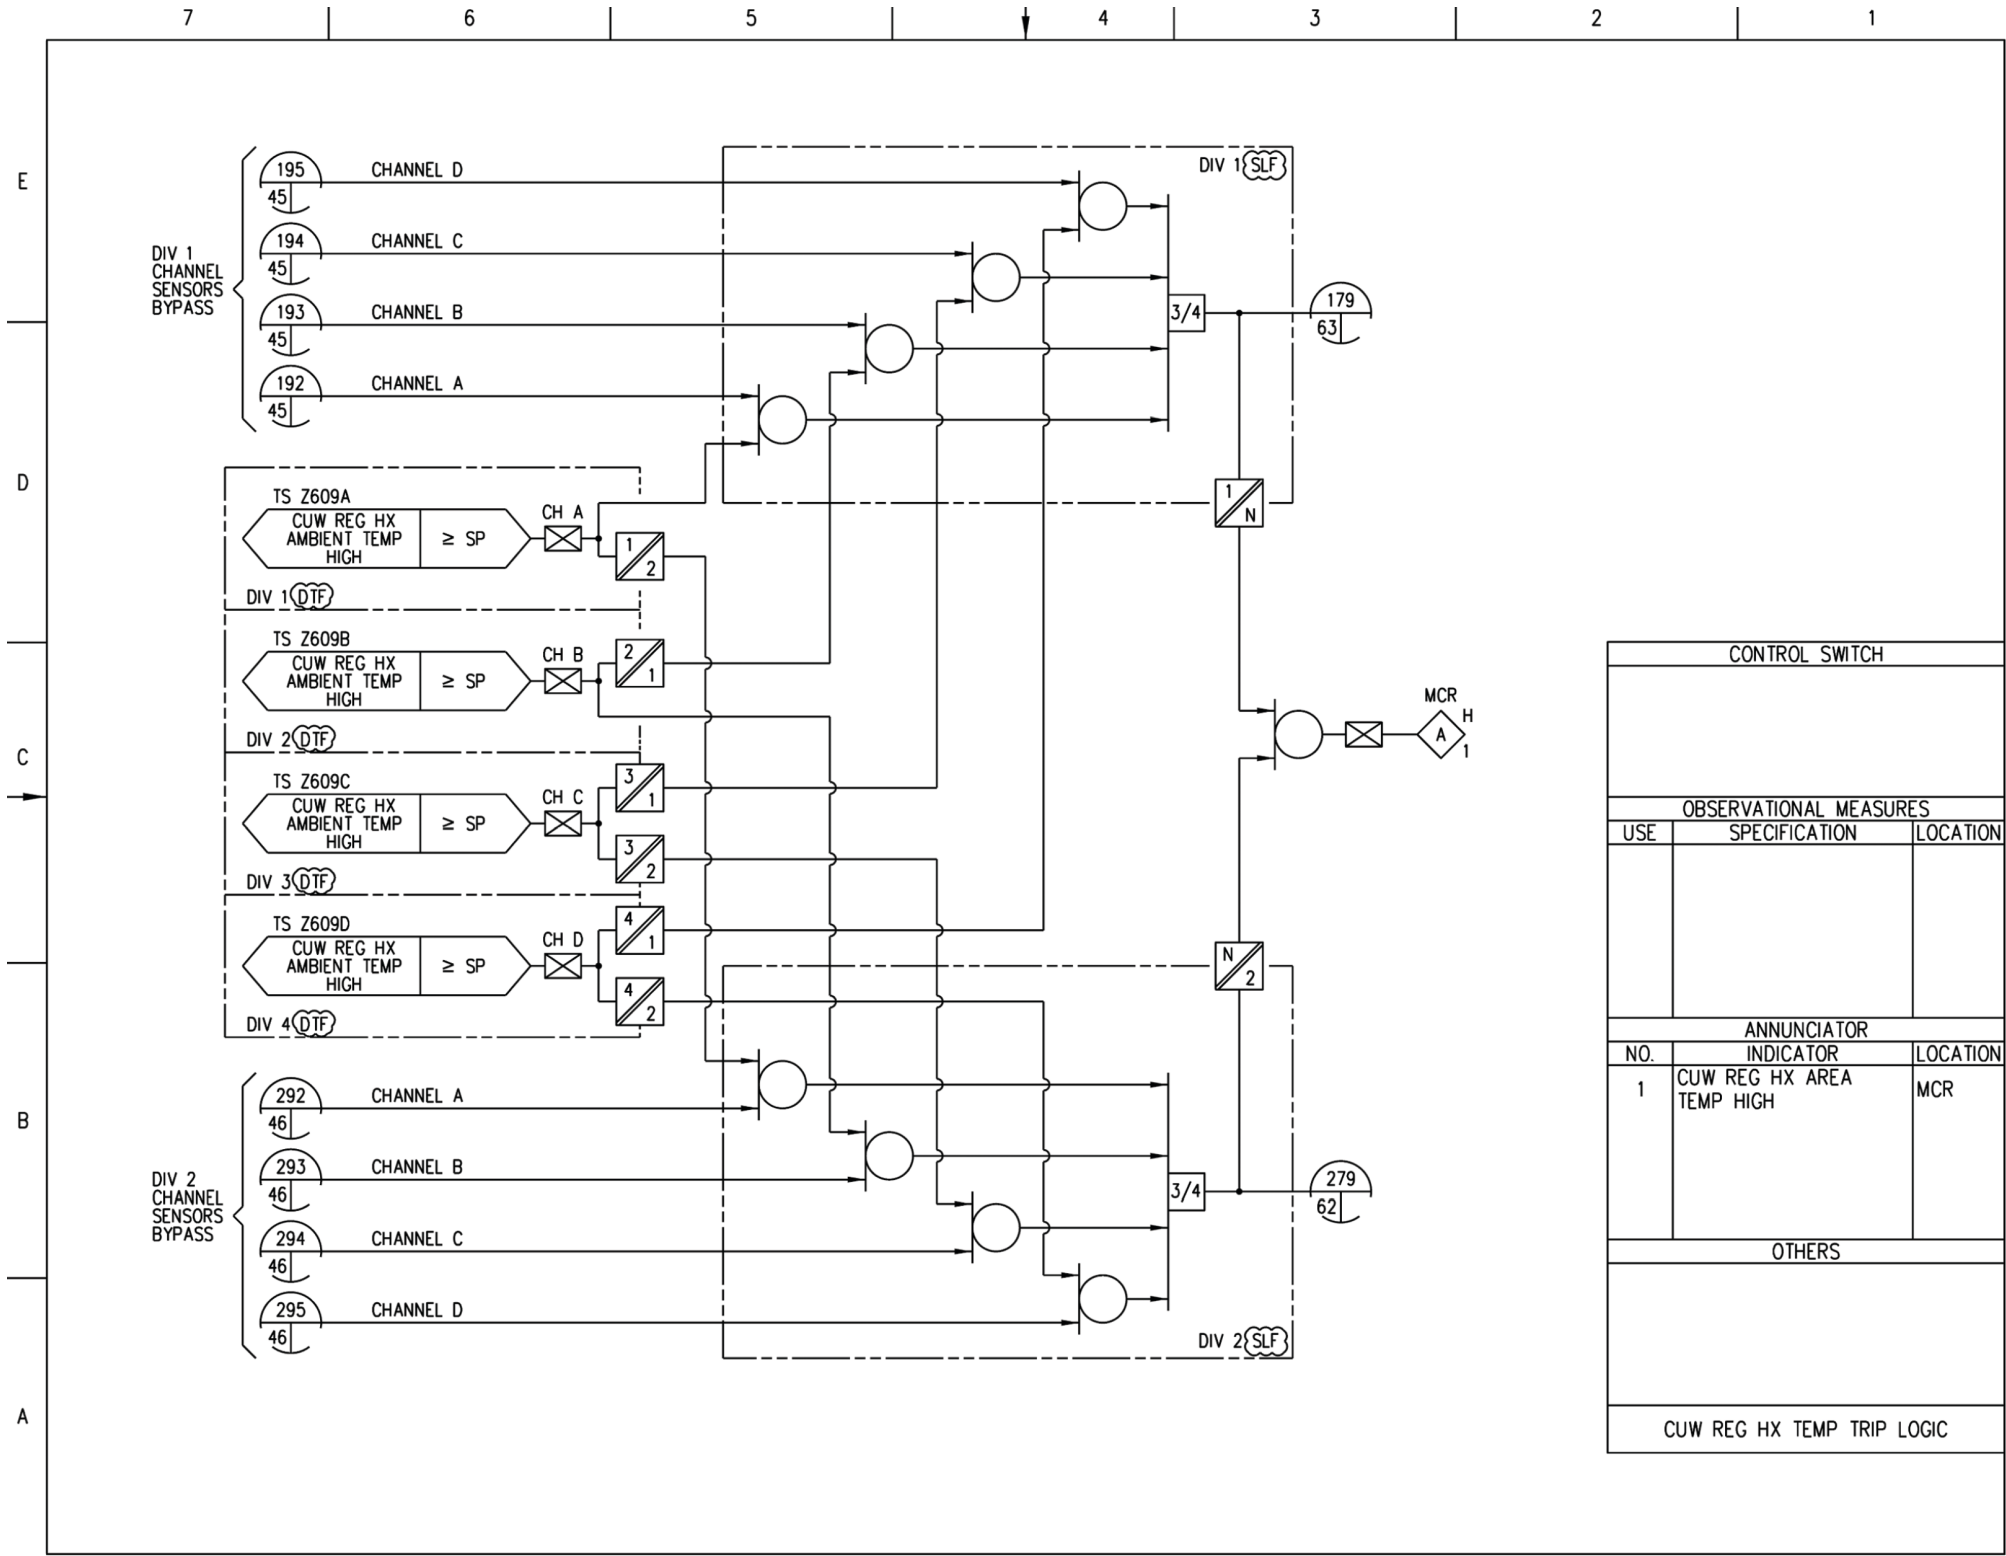 7 6 5 4 3 2 1
E
D
C
B
A
DIV 1
CHANNEL
SENSORS
BYPASS
195
45
CHANNEL D
194
45
CHANNEL C
193
45
CHANNEL B
192
45
CHANNEL A
DIV 1 SLF
3/4
179
63
1
N
TS Z609A
CUW REG HX
AMBIENT TEMP
HIGH
≥ SP
CH A
1
2
DIV 1 DTF
TS Z609B
CUW REG HX
AMBIENT TEMP
HIGH
≥ SP
CH B
2
1
DIV 2 DTF
TS Z609C
CUW REG HX
AMBIENT TEMP
HIGH
≥ SP
CH C
3
1
3
2
DIV 3 DTF
TS Z609D
CUW REG HX
AMBIENT TEMP
HIGH
≥ SP
CH D
4
1
4
2
DIV 4 DTF
MCR
A
H
1
N
2
DIV 2
CHANNEL
SENSORS
BYPASS
292
46
CHANNEL A
293
46
CHANNEL B
294
46
CHANNEL C
295
46
CHANNEL D
3/4
279
62
DIV 2 SLF
CONTROL SWITCH
OBSERVATIONAL MEASURES
USE SPECIFICATION LOCATION
ANNUNCIATOR
NO. INDICATOR LOCATION
1 CUW REG HX AREA
TEMP HIGH
MCR
OTHERS
CUW REG HX TEMP TRIP LOGIC